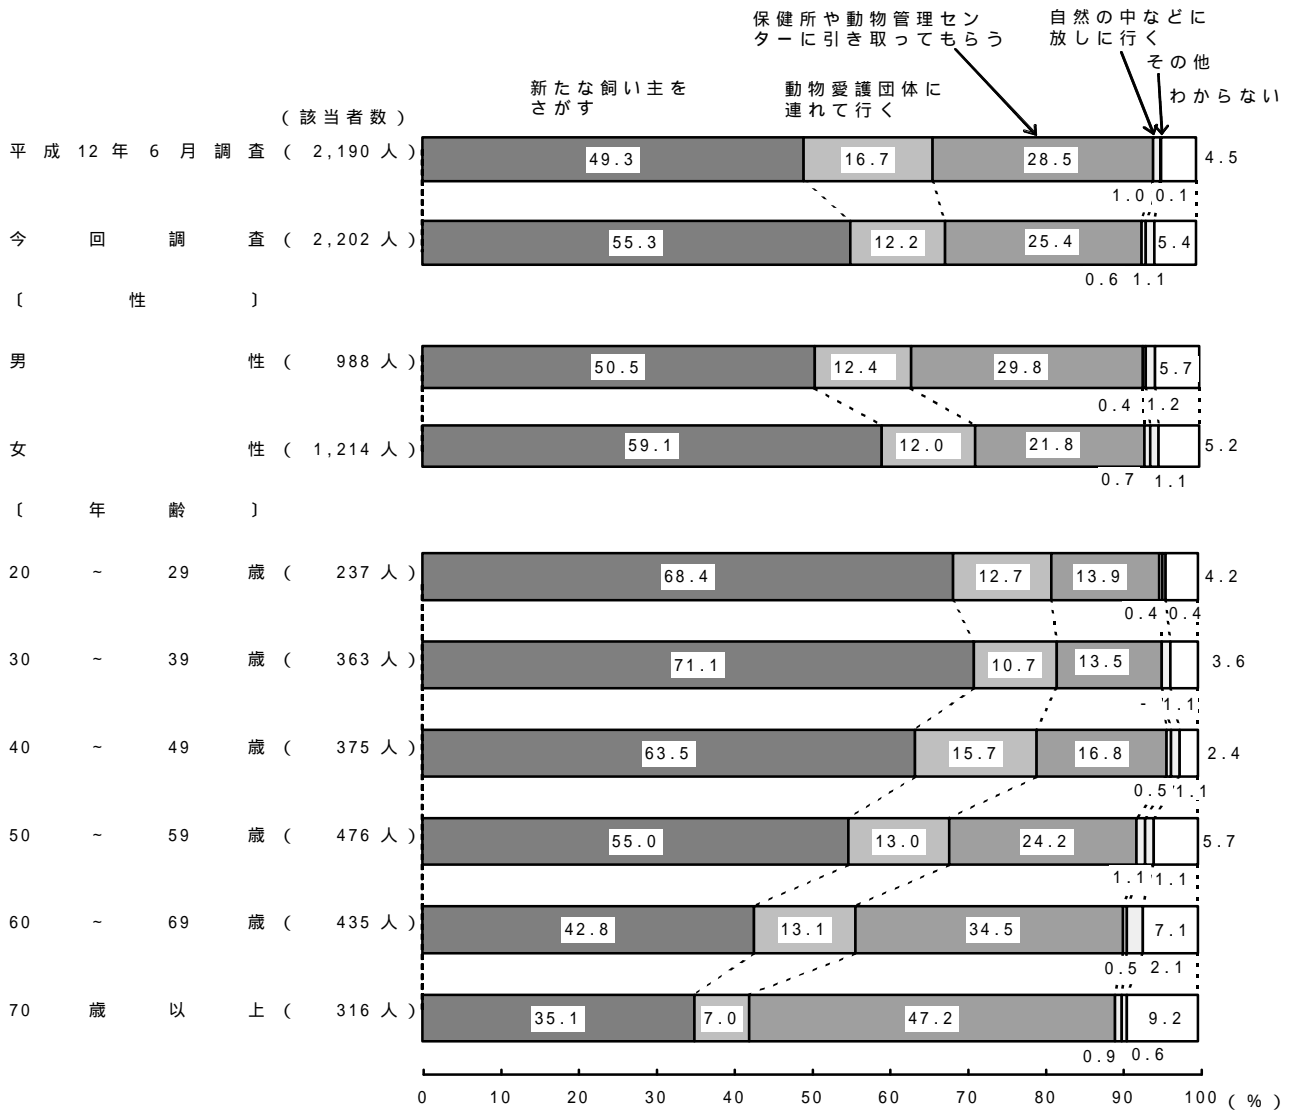 保健所や動物管理セン
ターに引き取ってもらう
自然の中などに
放しに行く
その他
わからない
新たな飼い主を
さがす
動物愛護団体に
連れて行く
(該当者数)
平成12年6月調査(2,190人) 49.3 16.7 28.5 4.5
1.0 0.1
今回調査(2,202人) 55.3 12.2 25.4 5.4
0.6 1.1
〔性〕
男性(988人) 50.5 12.4 29.8 5.7
0.4 1.2
女性(1,214人) 59.1 12.0 21.8 5.2
0.7 1.1
〔年齢〕
20~29歳(237人) 68.4 12.7 13.9 4.2
0.4 0.4
30~39歳(363人) 71.1 10.7 13.5 3.6
- 1.1
40~49歳(375人) 63.5 15.7 16.8 2.4
0.5 1.1
50~59歳(476人) 55.0 13.0 24.2 5.7
1.1 1.1
60~69歳(435人) 42.8 13.1 34.5 7.1
0.5 2.1
70歳以上(316人) 35.1 7.0 47.2 9.2
0.9 0.6
0 10 20 30 40 50 60 70 80 90 100 (%)